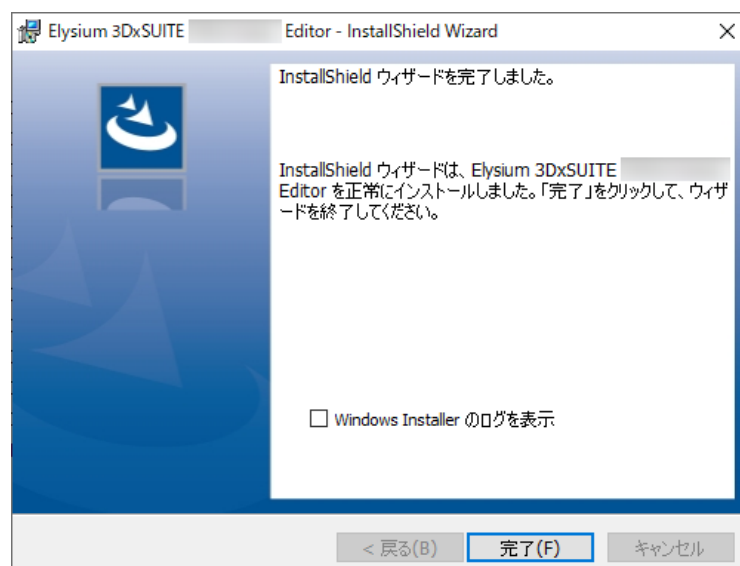 Elysium 3DxSUITE Editor - InstallShield Wizard
InstallShield ウィザードを完了しました。
InstallShield ウィザードは、Elysium 3DxSUITE
Editor を正常にインストールしました。「完了」をクリックして、ウィザ
ードを終了してください。
Windows Installer のログを表示
< 戻る(B) 完了(F) キャンセル